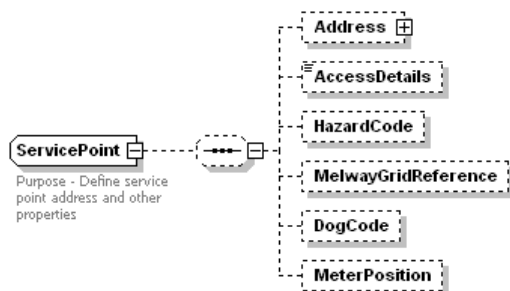 Address
AccessDetails
HazardCode
ServicePoint
Purpose - Define service
point address and other
properties
MelwayGridReference
DogCode
MeterPosition